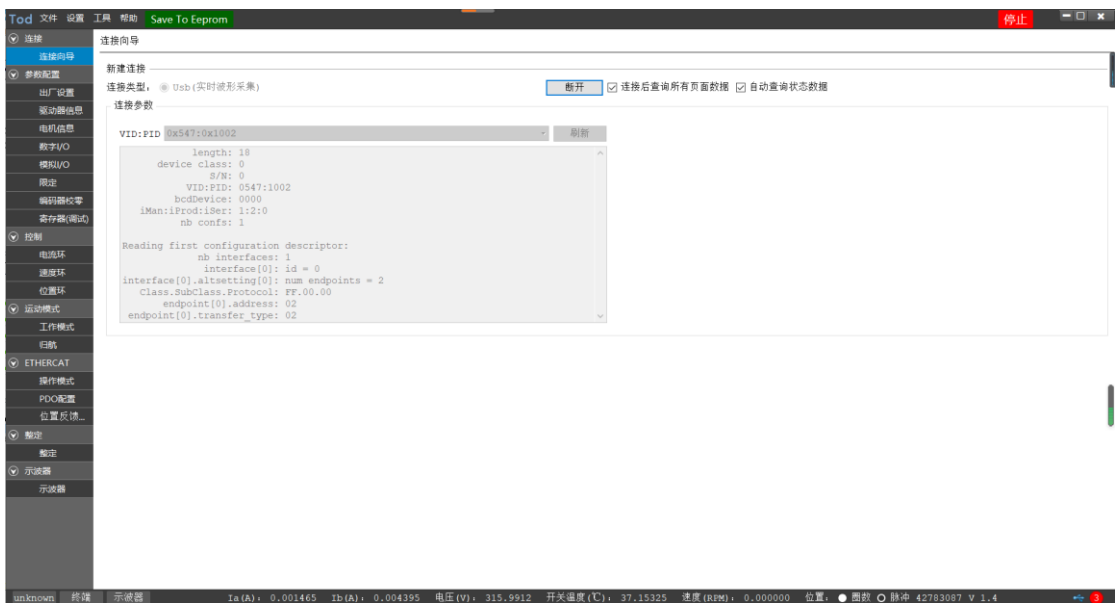 Tod 文件 设置 工具 帮助 Save To Eeprom 停止
连接
连接向导
参数配置
出厂设置
驱动器信息
电机信息
数字I/O
模拟I/O
限定
编码器校零
寄存器(调试)
控制
电流环
速度环
位置环
运动模式
工作模式
归航
ETHERCAT
操作模式
PDO配置
位置反馈...
整定
整定
示波器
示波器
连接向导
新建连接
连接类型: Usb(实时波形采集) 断开 连接后查询所有页面数据 自动查询状态数据
连接参数
VID:PID 0x547:0x1002 刷新
length: 18
device class: 0
S/N: 0
VID:PID: 0547:1002
bcdDevice: 0000
iMan:iProd:iSer: 1:2:0
nb confs: 1
Reading first configuration descriptor:
nb interfaces: 1
interface[0]: id = 0
interface[0].altsetting[0]: num endpoints = 2
Class.SubClass.Protocol: FF.00.00
endpoint[0].address: 02
endpoint[0].transfer_type: 02
unknown 终端 示波器 Ia(A): 0.001465 Ib(A): 0.004395 电压(V): 315.9912 开关温度(℃): 37.15325 速度(RPM): 0.000000 位置: 圈数 脉冲 42783087 V 1.4 3